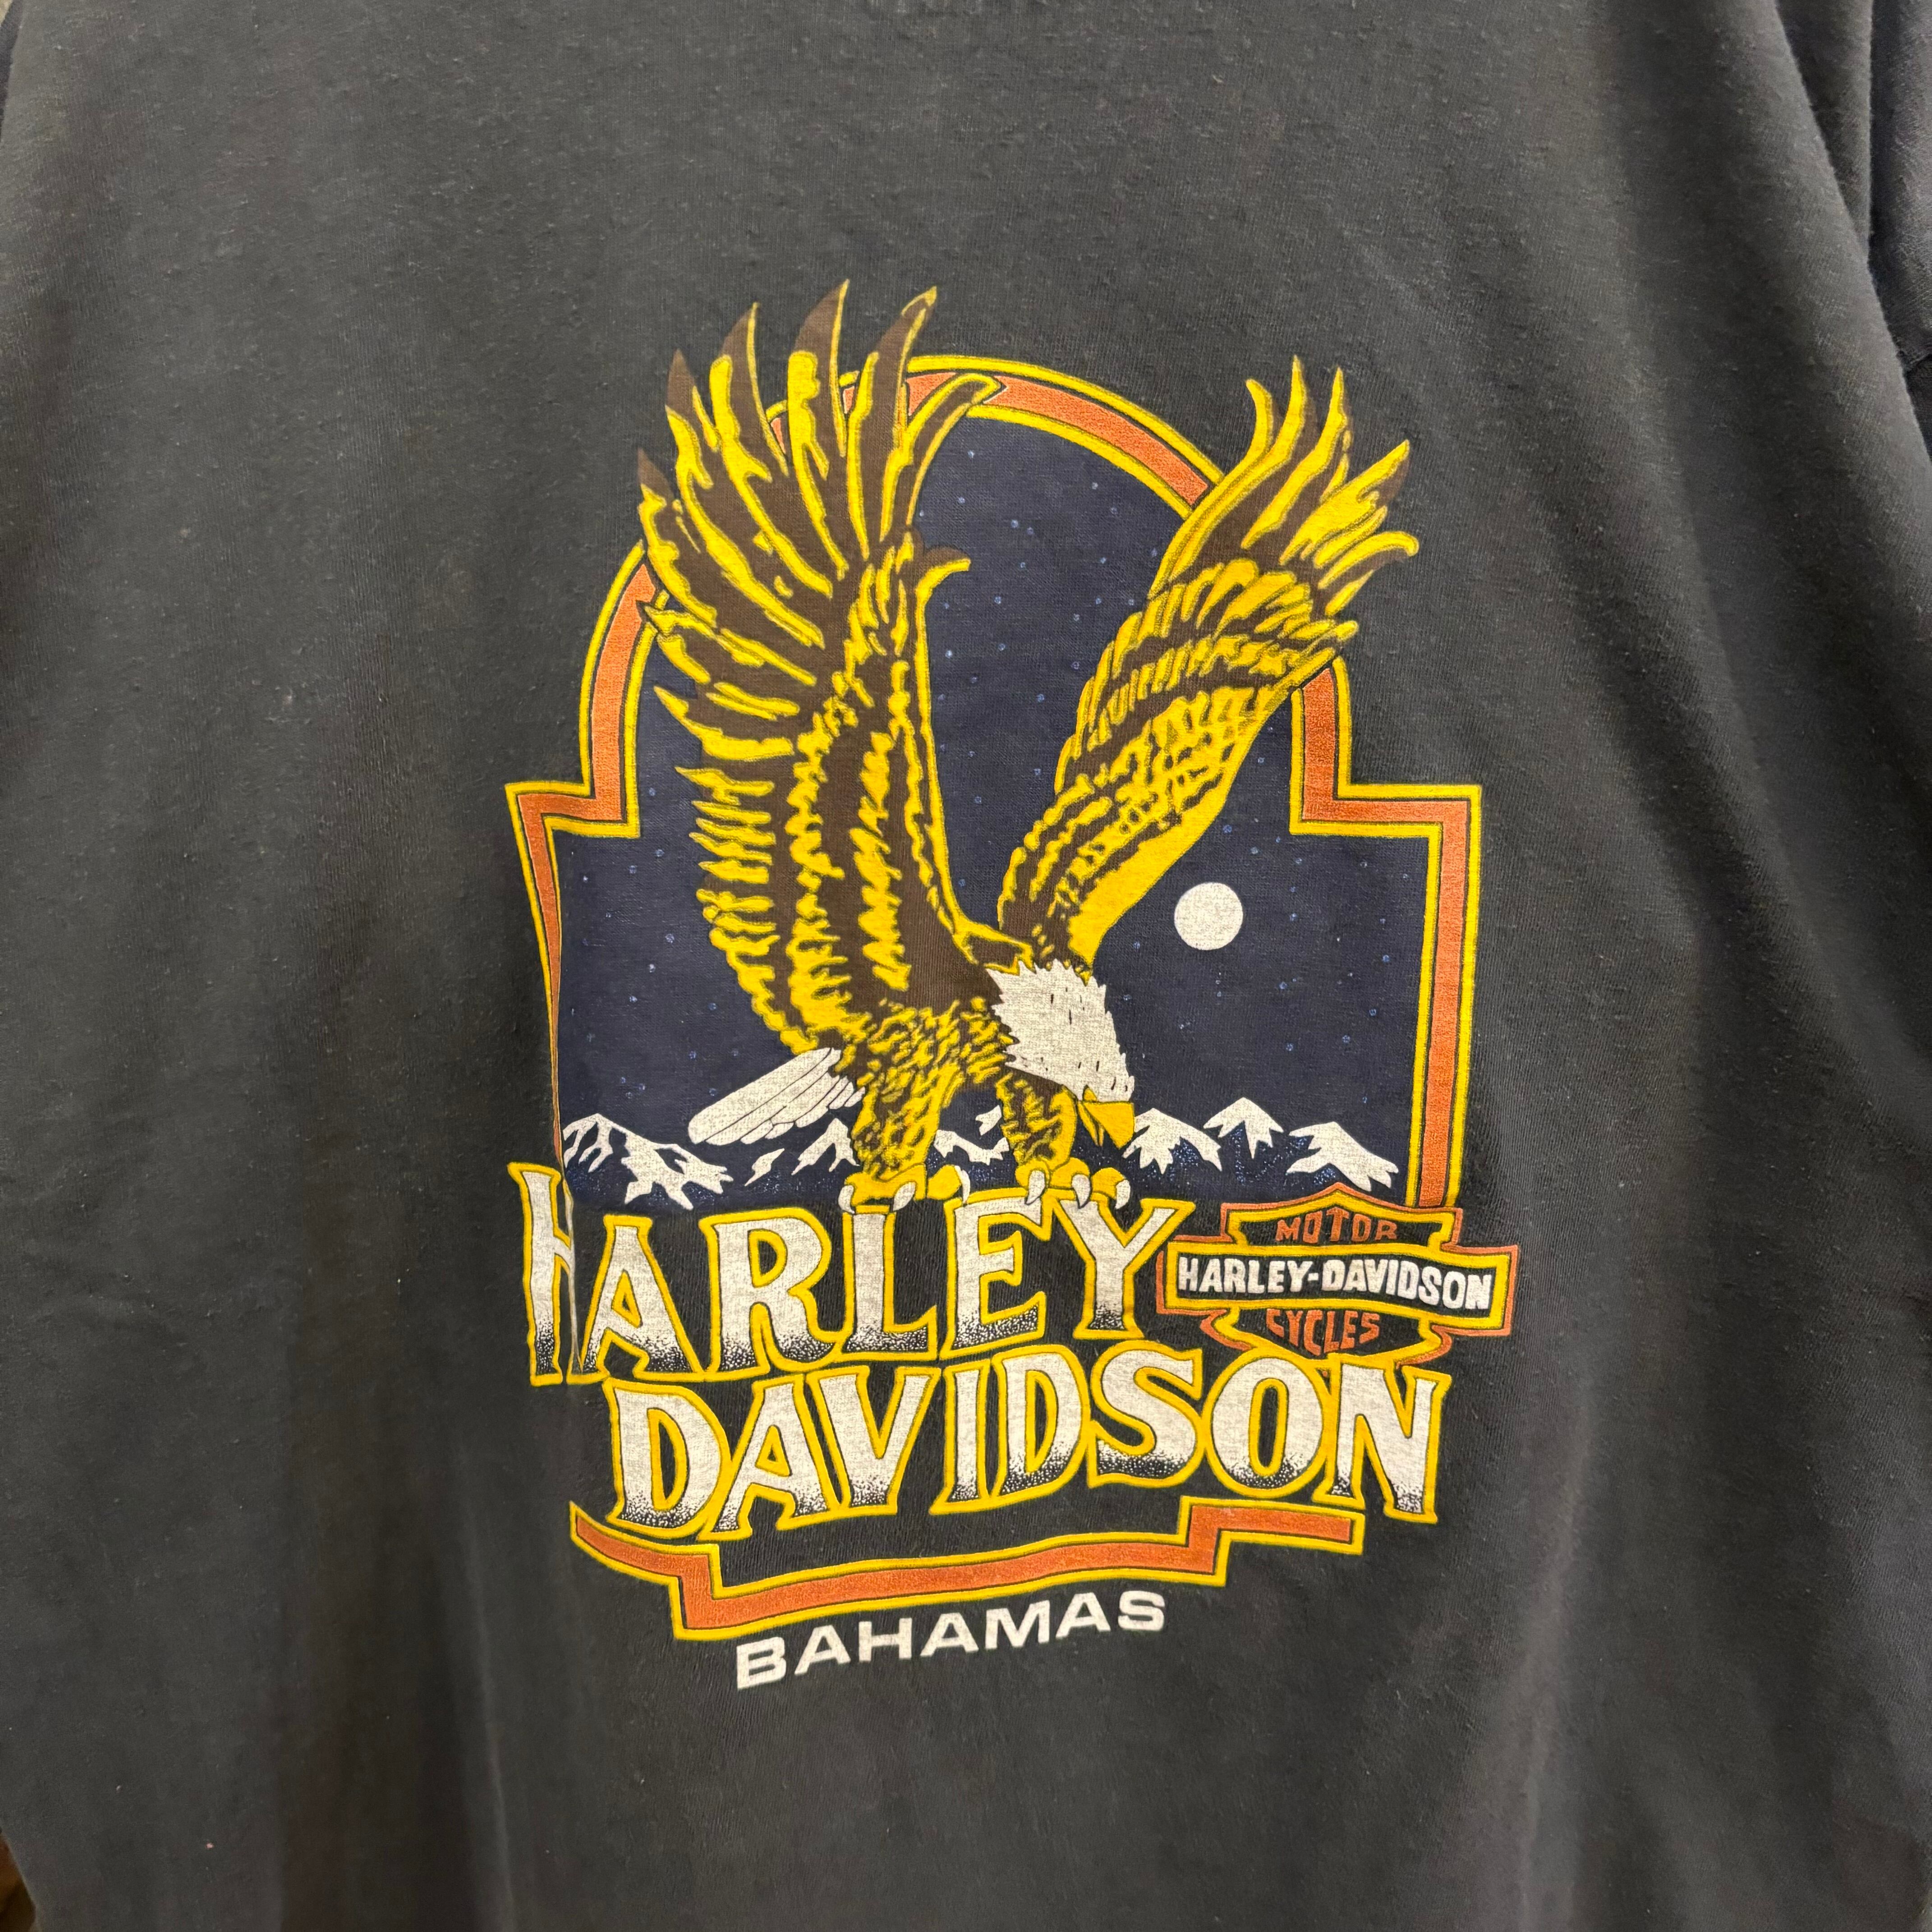 HARLEY
MOTOR
HARLEY-DAVIDSON
CYCLES
DAVIDSON
BAHAMAS